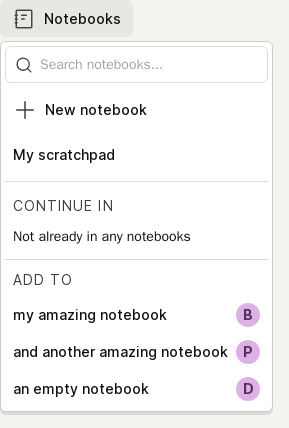 Notebooks
Search notebooks...
New notebook
My scratchpad
CONTINUE IN
Not already in any notebooks
ADD TO
my amazing notebook B
and another amazing notebook P
an empty notebook D